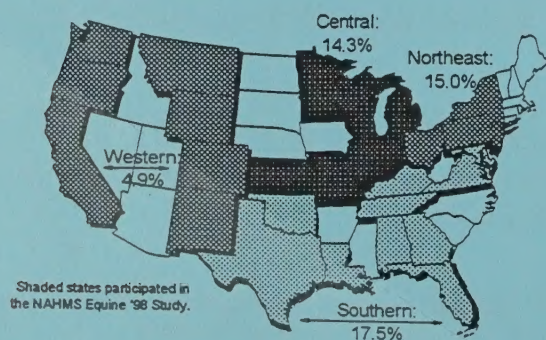 Central:
14.3%
Northeast:
15.0%
Western:
4.9%
Shaded states participated in
the NAHMS Equine '98 Study.
Southern:
17.5%